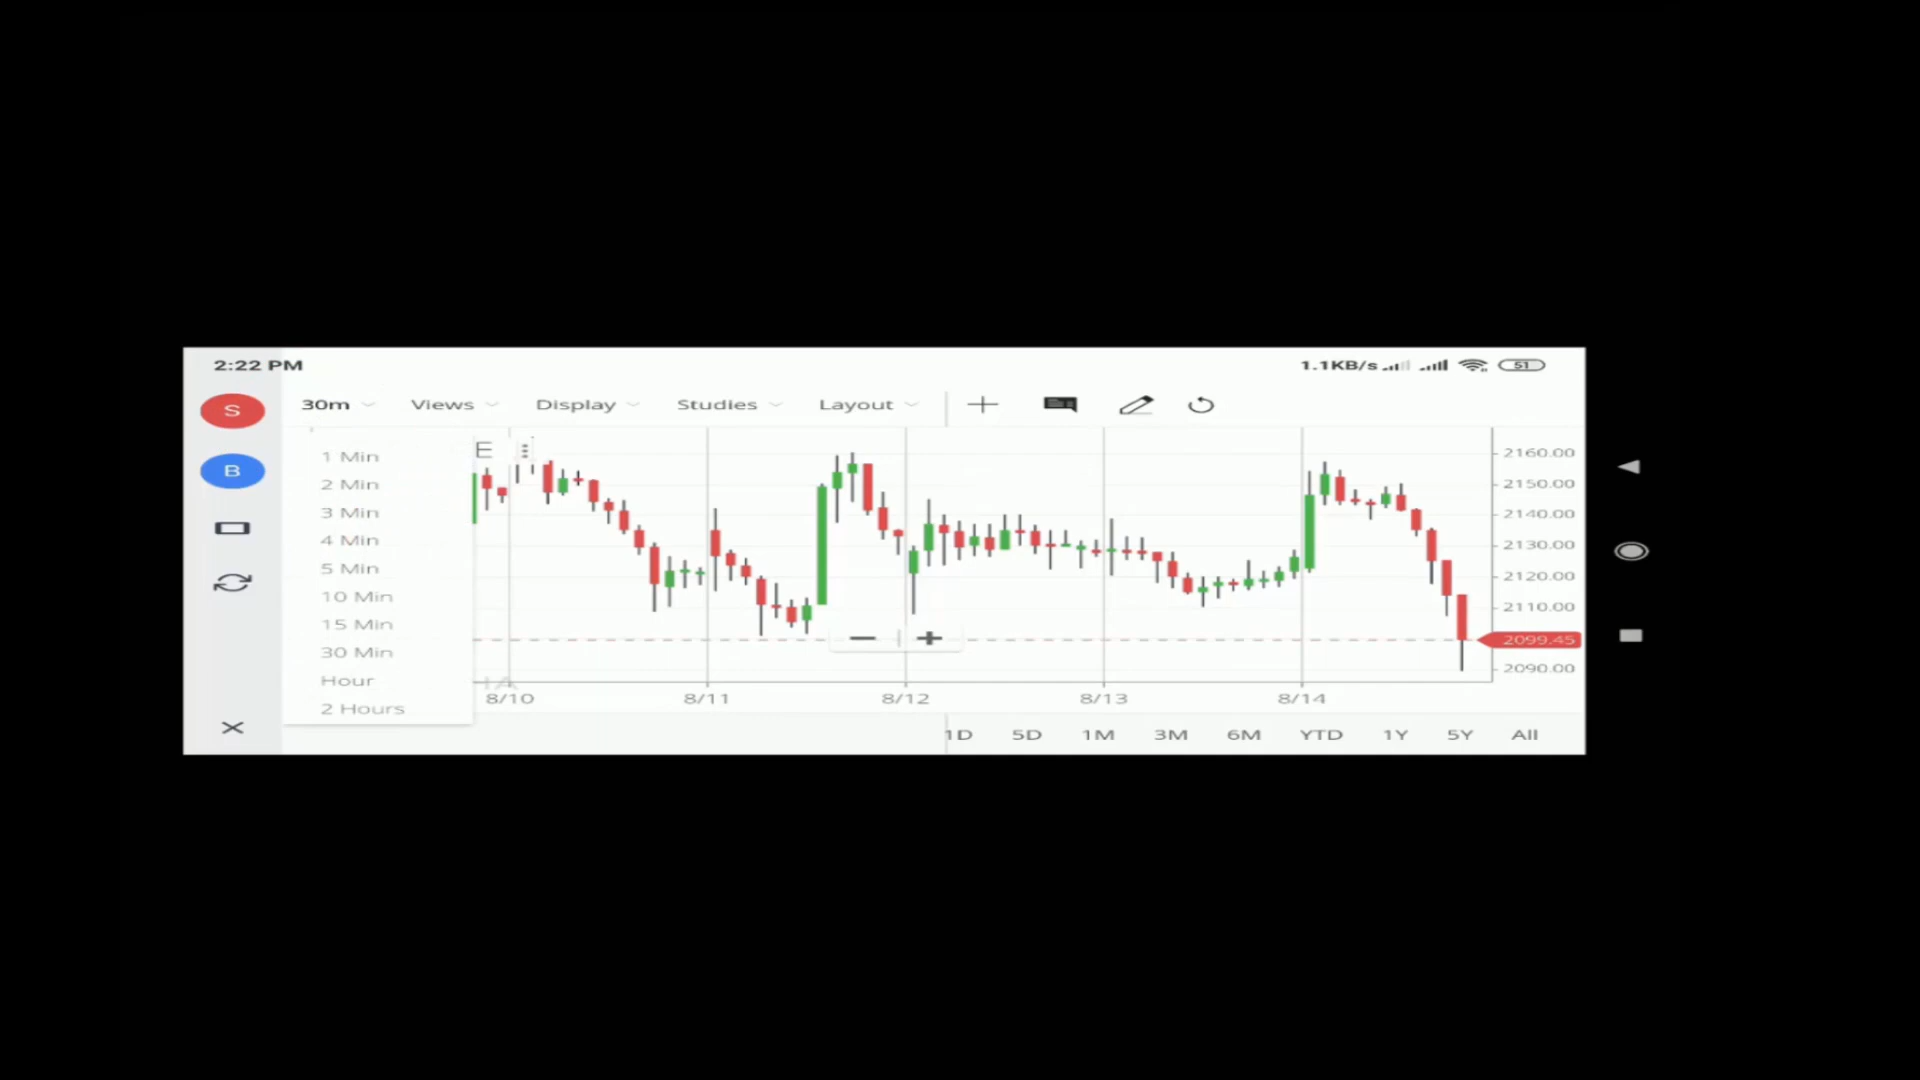 2:22 PM
1.1KB/s
51
S
B
30m Views Display Studies Layout
E
1 Min
2 Min
3 Min
4 Min
5 Min
10 Min
15 Min
30 Min
Hour
2 Hours
2160.00
2150.00
2140.00
2130.00
2120.00
2110.00
2099.45
2090.00
8/10 8/11 8/12 8/13 8/14
1D 5D 1M 3M 6M YTD 1Y 5Y All